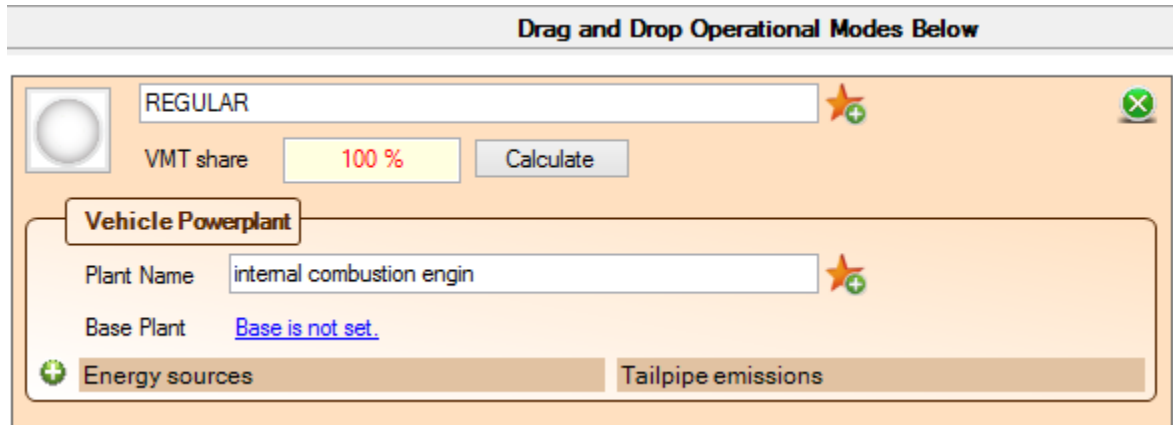 Drag and Drop Operational Modes Below
REGULAR
VMT share 100 % Calculate
Vehicle Powerplant
Plant Name internal combustion engin
Base Plant Base is not set.
Energy sources Tailpipe emissions